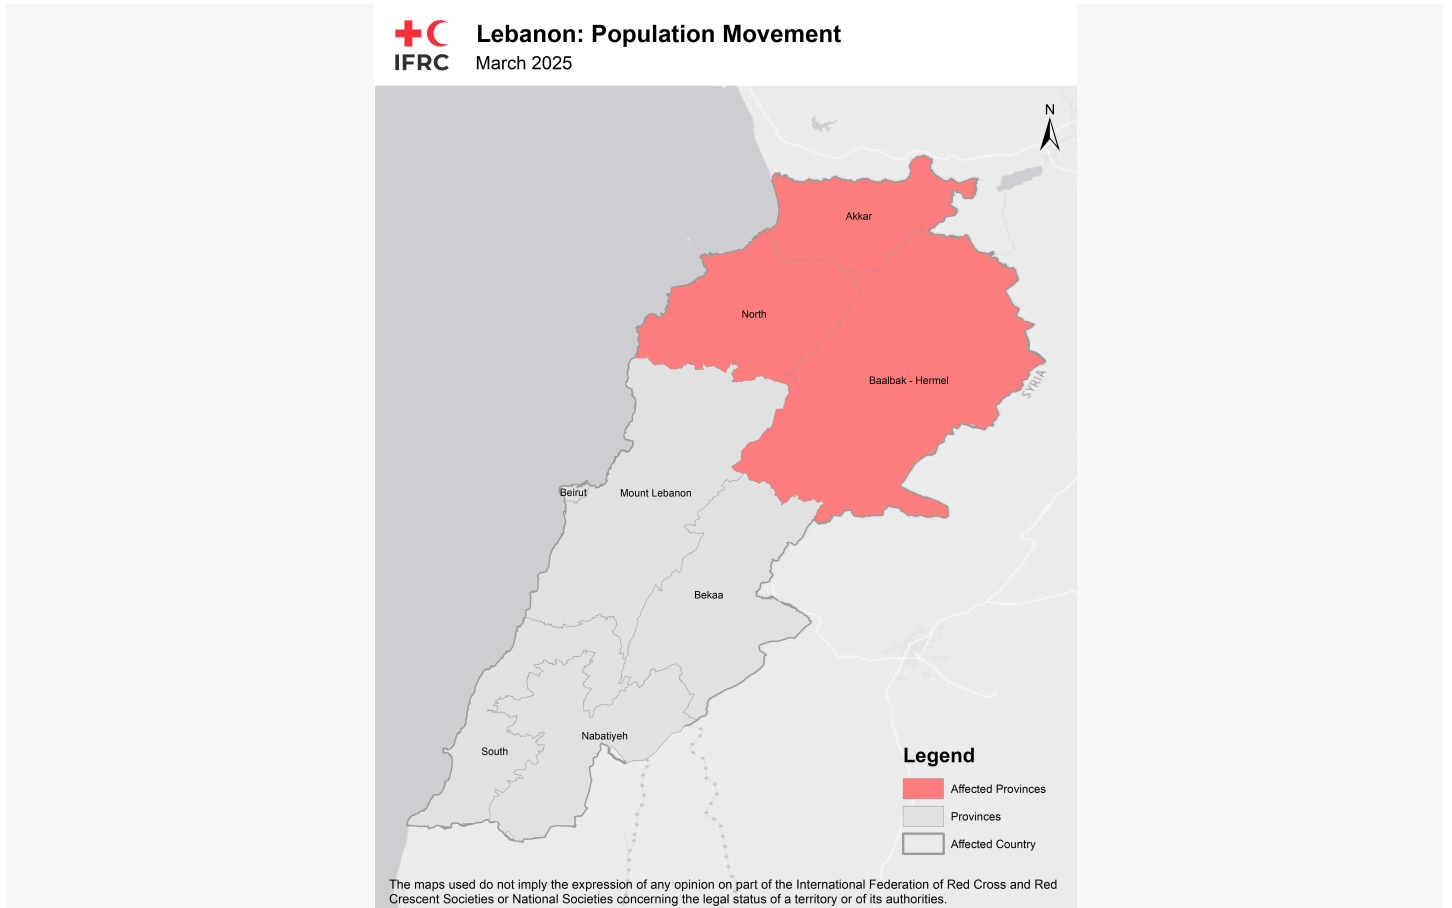 IFRC
Lebanon: Population Movement
March 2025
N
Akkar
North
Baalbak - Hermel
SYRIA
Beirut
Mount Lebanon
Bekaa
Nabatiyeh
South
Legend
Affected Provinces
Provinces
Affected Country
The maps used do not imply the expression of any opinion on part of the International Federation of Red Cross and Red
Crescent Societies or National Societies concerning the legal status of a territory or of its authorities.